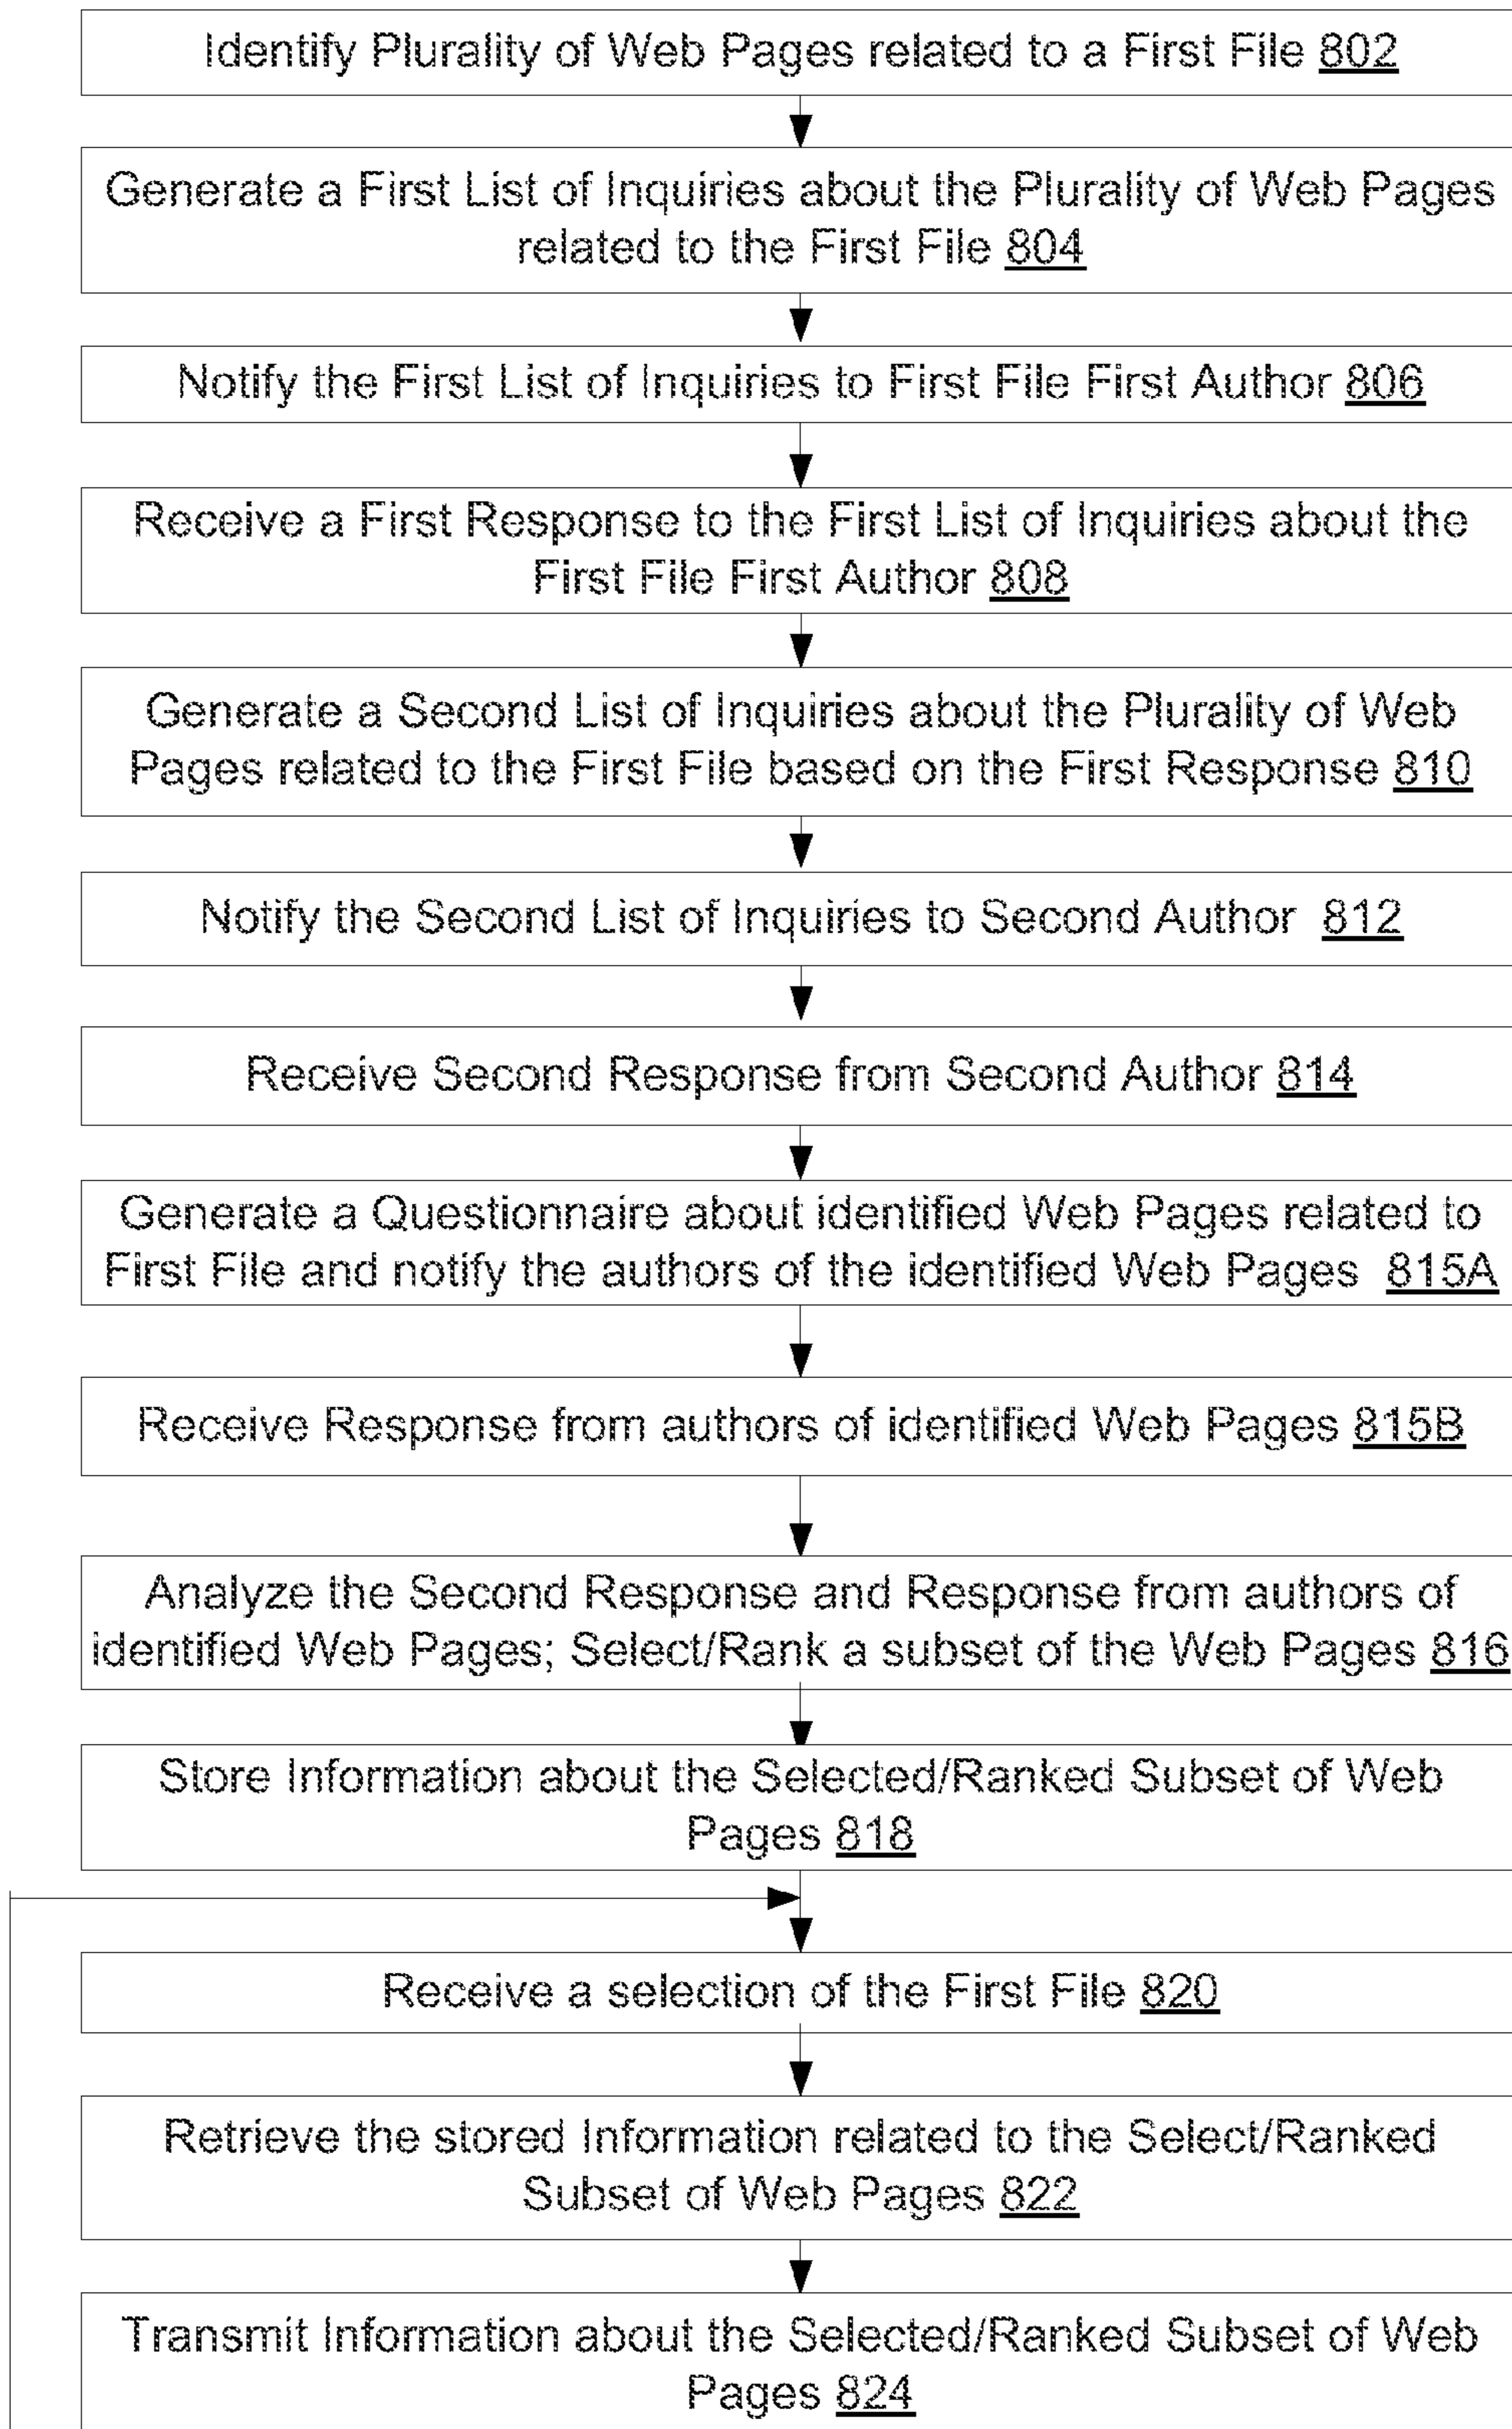 Identify Plurality of Web Pages related to a First File 802
Generate a First List of Inquiries about the Plurality of Web Pages
related to the First File 804
Notify the First List of Inquiries to First File First Author 806
Receive a First Response to the First List of Inquiries about the
First File First Author 808
Generate a Second List of Inquiries about the Plurality of Web
Pages related to the First File based on the First Response 810
Notify the Second List of Inquiries to Second Author 812
Receive Second Response from Second Author 814
Generate a Questionnaire about identified Web Pages related to
First File and notify the authors of the identified Web Pages 815A
Receive Response from authors of identified Web Pages 815B
Analyze the Second Response and Response from authors of
identified Web Pages; Select/Rank a subset of the Web Pages 816
Store Information about the Selected/Ranked Subset of Web
Pages 818
Receive a selection of the First File 820
Retrieve the stored Information related to the Select/Ranked
Subset of Web Pages 822
Transmit Information about the Selected/Ranked Subset of Web
Pages 824